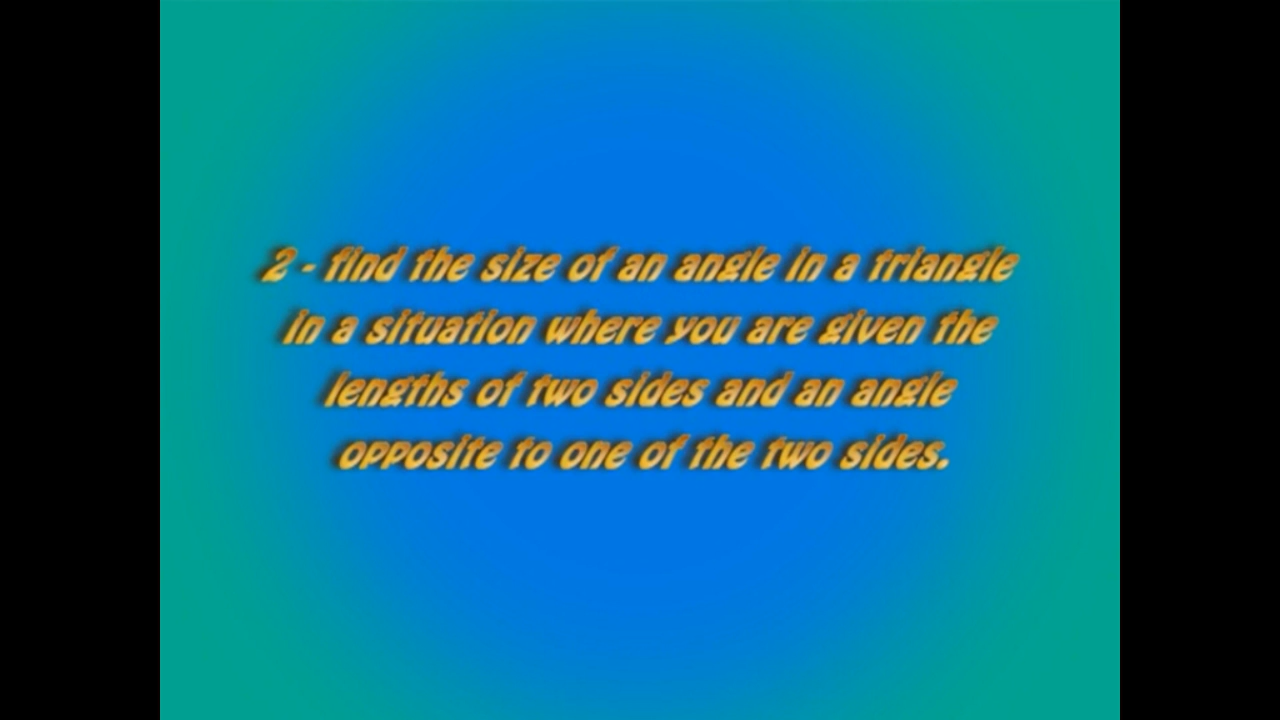 2 - find the size of an angle in a triangle
in a situation where you are given the
lengths of two sides and an angle
opposite to one of the two sides.